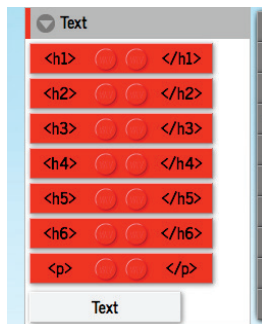 Text
<h1> </h1>
<h2> </h2>
<h3> </h3>
<h4> </h4>
<h5> </h5>
<h6> </h6>
<p> </p>
Text